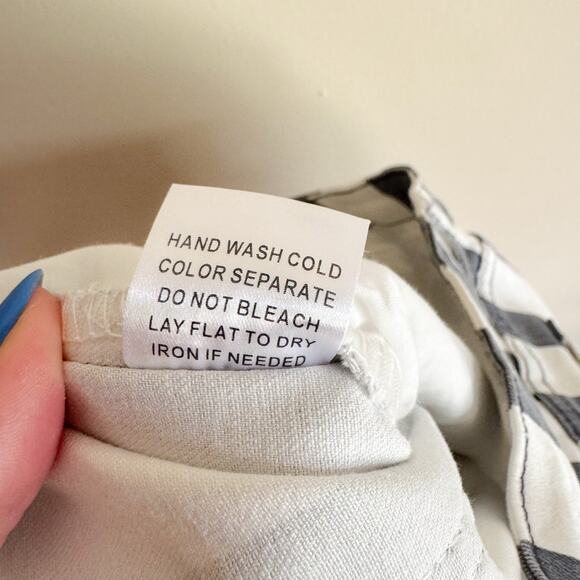 HAND WASH COLD
COLOR SEPARATE
DO NOT BLEACH
LAY FLAT TO DRY
IRON IF NEEDED